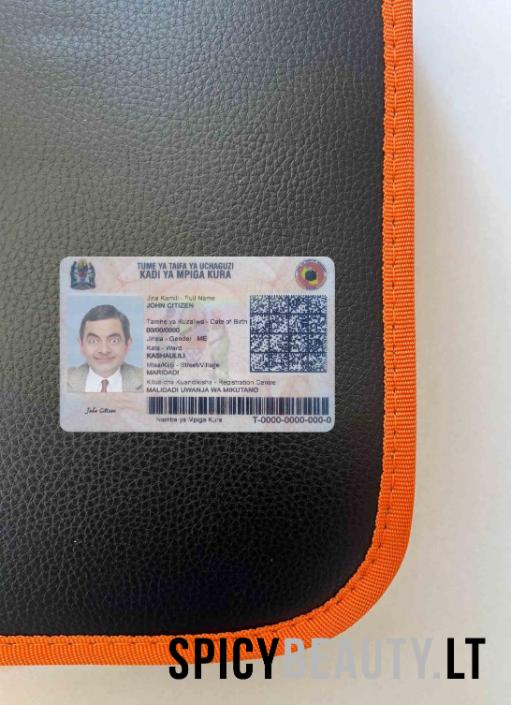 TUME YA TAIFA YA UCHAGUZI
KADI YA MPIGA KURA
Jina Kamili - Full Name
JOHN CITIZEN
Tarehe ya Kuzaliwa - Date of Birth
00/00/0000
Jinsia - Gender ME
Kata - Ward
KASHAULILI
Mtaa/Kijiji - Street/Village
MARIDADI
Kituo cha Kuandikisha - Registration Centre
MALIDADI UWANJA WA MIKUTANO
John Citizen
Namba ya Mpiga Kura
T-0000-0000-000-0
SPICYBEAUTY.LT